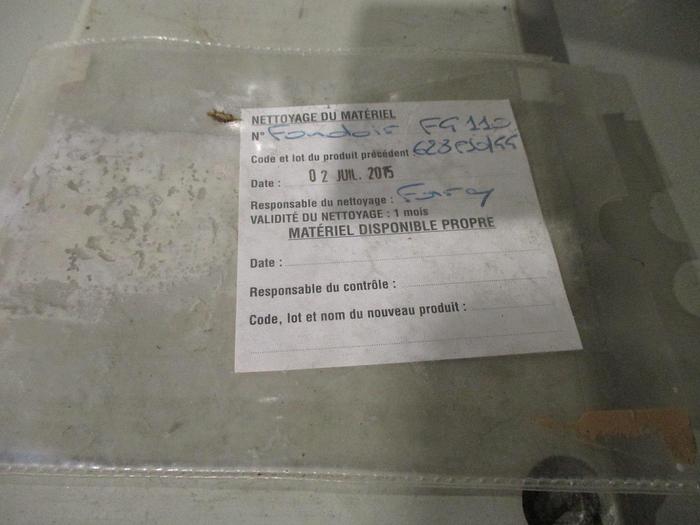 NETTOYAGE DU MATÉRIEL
N° Fondoir FG 110
Code et lot du produit précédent
Date : 02 JUIL. 2015
Responsable du nettoyage :
VALIDITÉ DU NETTOYAGE : 1 mois
MATÉRIEL DISPONIBLE PROPRE
Date :
Responsable du contrôle :
Code, lot et nom du nouveau produit :